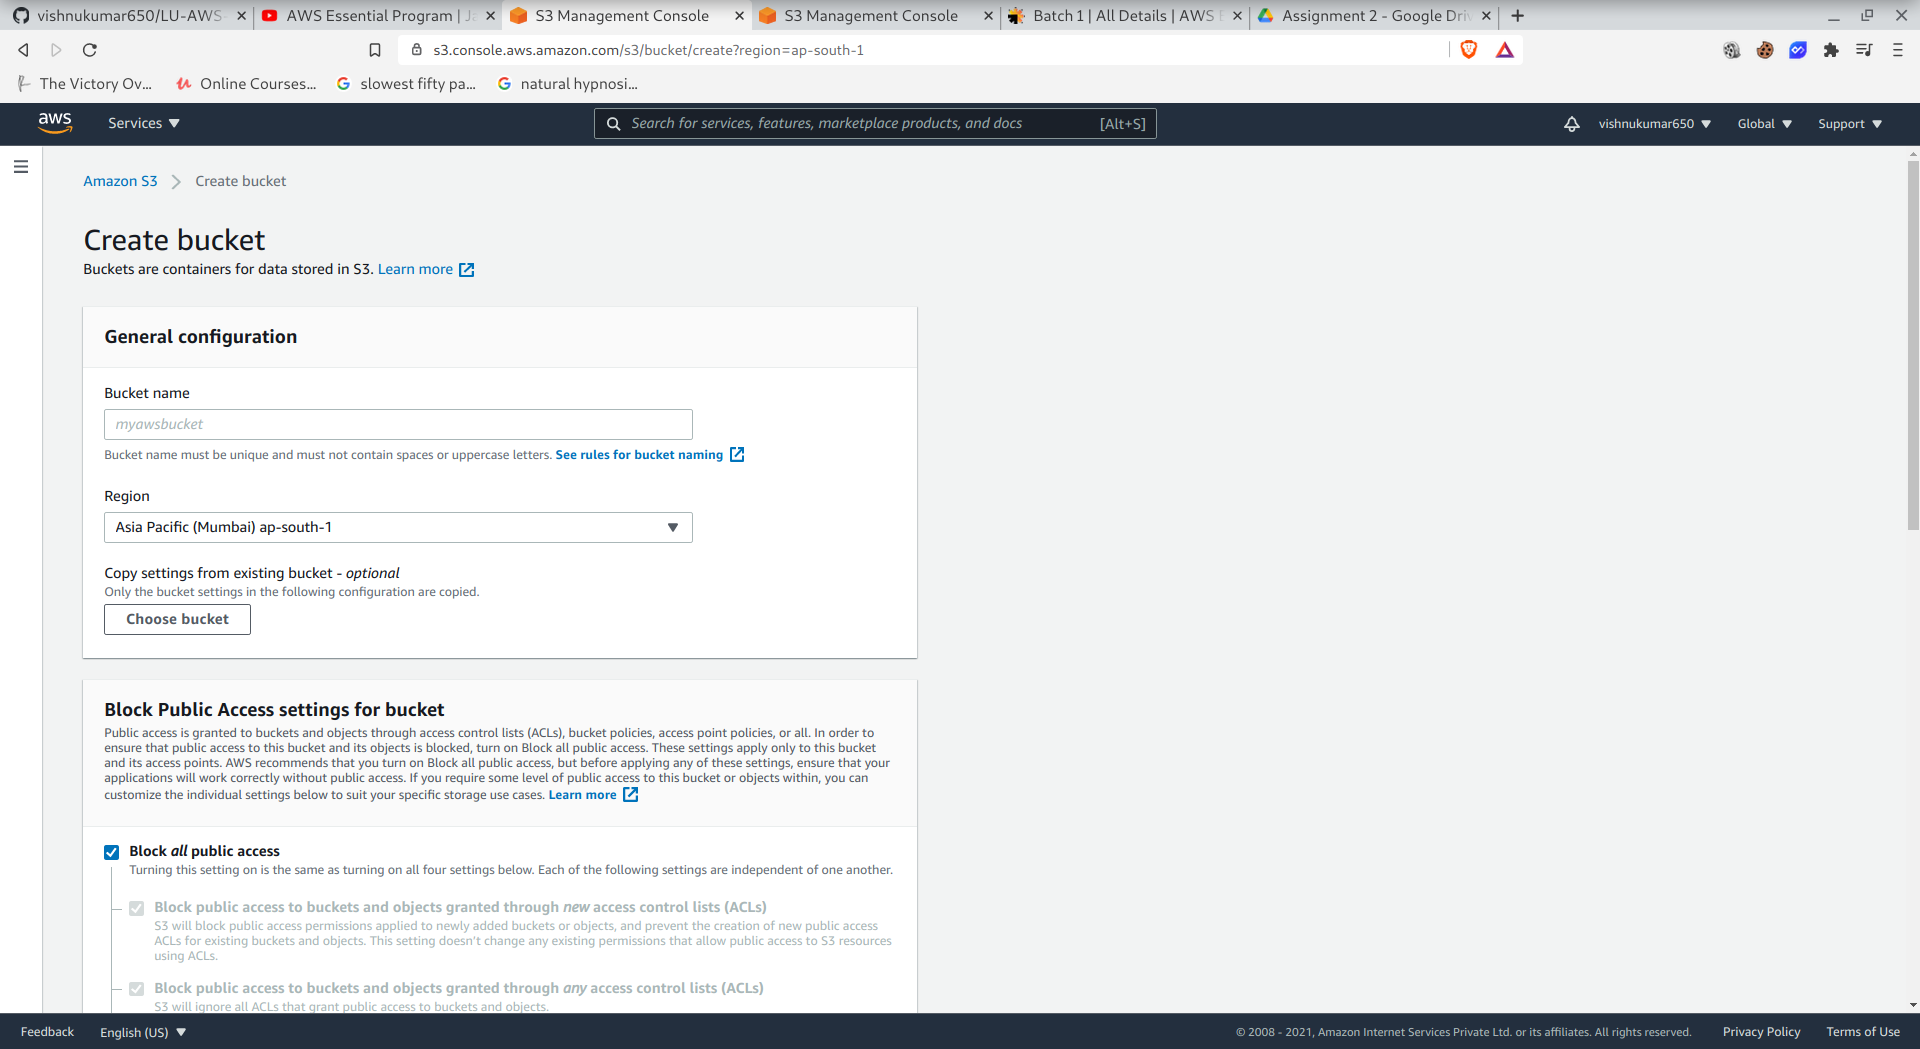 vishnukumar650/LU-AWS-
AWS Essential Program | Ja
S3 Management Console
S3 Management Console
Batch 1 | All Details | AWS E
Assignment 2 - Google Driv
s3.console.aws.amazon.com/s3/bucket/create?region=ap-south-1
The Victory Ov...
Online Courses...
slowest fifty pa...
natural hypnosi...
aws
Services
Search for services, features, marketplace products, and docs
[Alt+S]
vishnukumar650
Global
Support
Amazon S3
Create bucket
Create bucket
Buckets are containers for data stored in S3. Learn more
General configuration
Bucket name
myawsbucket
Bucket name must be unique and must not contain spaces or uppercase letters. See rules for bucket naming
Region
Asia Pacific (Mumbai) ap-south-1
Copy settings from existing bucket - optional
Only the bucket settings in the following configuration are copied.
Choose bucket
Block Public Access settings for bucket
Public access is granted to buckets and objects through access control lists (ACLs), bucket policies, access point policies, or all. In order to
ensure that public access to this bucket and its objects is blocked, turn on Block all public access. These settings apply only to this bucket
and its access points. AWS recommends that you turn on Block all public access, but before applying any of these settings, ensure that your
applications will work correctly without public access. If you require some level of public access to this bucket or objects within, you can
customize the individual settings below to suit your specific storage use cases. Learn more
Block all public access
Turning this setting on is the same as turning on all four settings below. Each of the following settings are independent of one another.
Block public access to buckets and objects granted through new access control lists (ACLs)
S3 will block public access permissions applied to newly added buckets or objects, and prevent the creation of new public access
ACLs for existing buckets and objects. This setting doesn't change any existing permissions that allow public access to S3 resources
using ACLs.
Block public access to buckets and objects granted through any access control lists (ACLs)
S3 will ignore all ACLs that grant public access to buckets and objects.
Feedback
English (US)
© 2008 - 2021, Amazon Internet Services Private Ltd. or its affiliates. All rights reserved.
Privacy Policy
Terms of Use